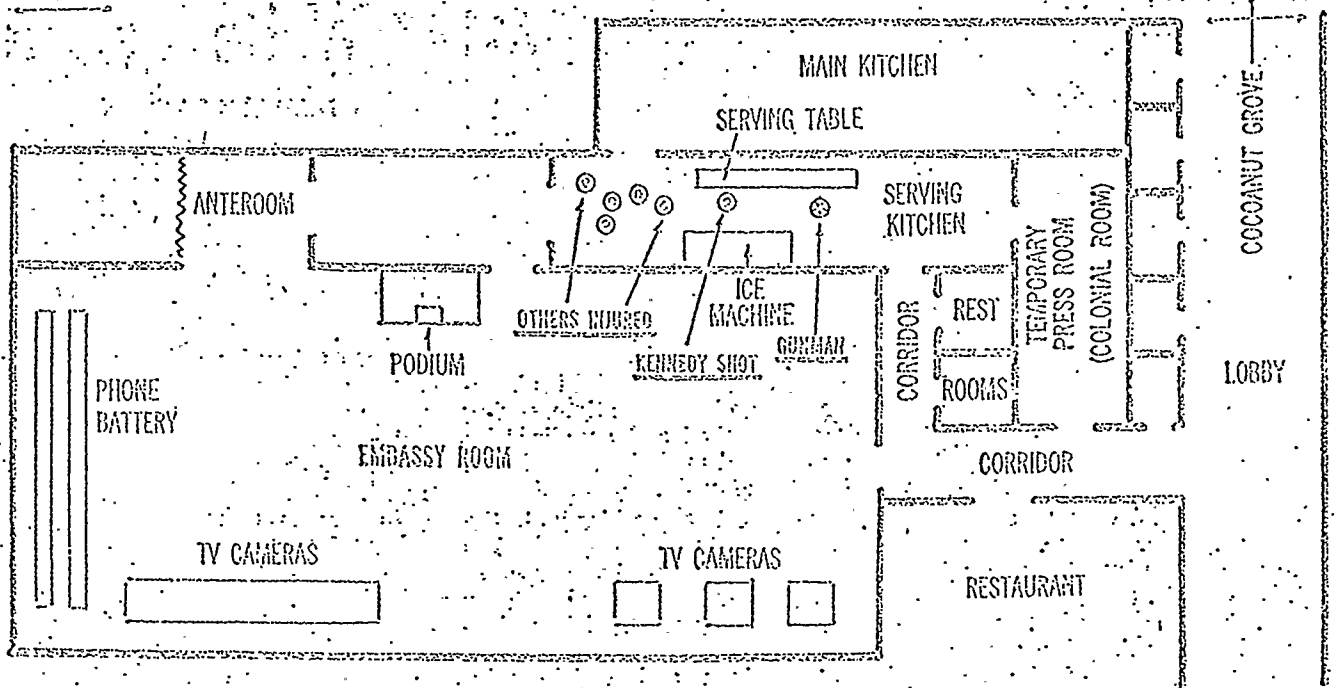 MAIN KITCHEN
SERVING TABLE
ANTEROOM
SERVING
KITCHEN
COCOANUT GROVE
TEMPORARY
PRESS ROOM
(COLONIAL ROOM)
ICE
MACHINE
OTHERS INJURED
KENNEDY SHOT
GUNMAN
PODIUM
CORRIDOR
REST
ROOMS
LOBBY
PHONE
BATTERY
EMBASSY ROOM
CORRIDOR
TV CAMERAS
TV CAMERAS
RESTAURANT